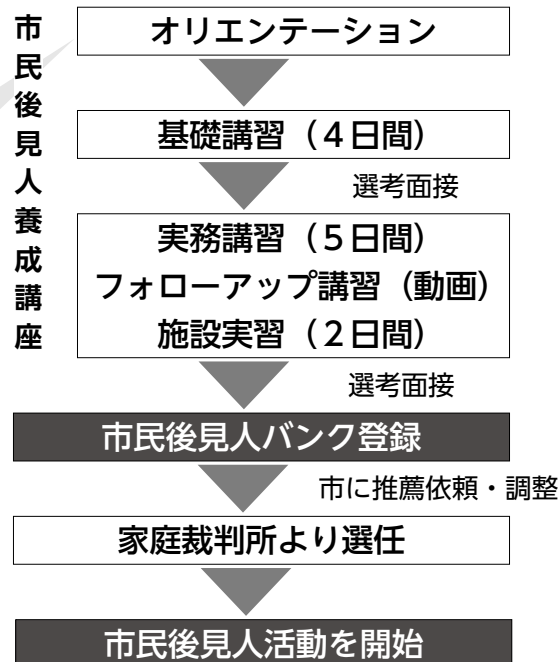 市民後見人養成講座
オリエンテーション
基礎講習（４日間）
選考面接
実務講習（５日間）
フォローアップ講習（動画）
施設実習（２日間）
選考面接
市民後見人バンク登録
市に推薦依頼・調整
家庭裁判所より選任
市民後見人活動を開始